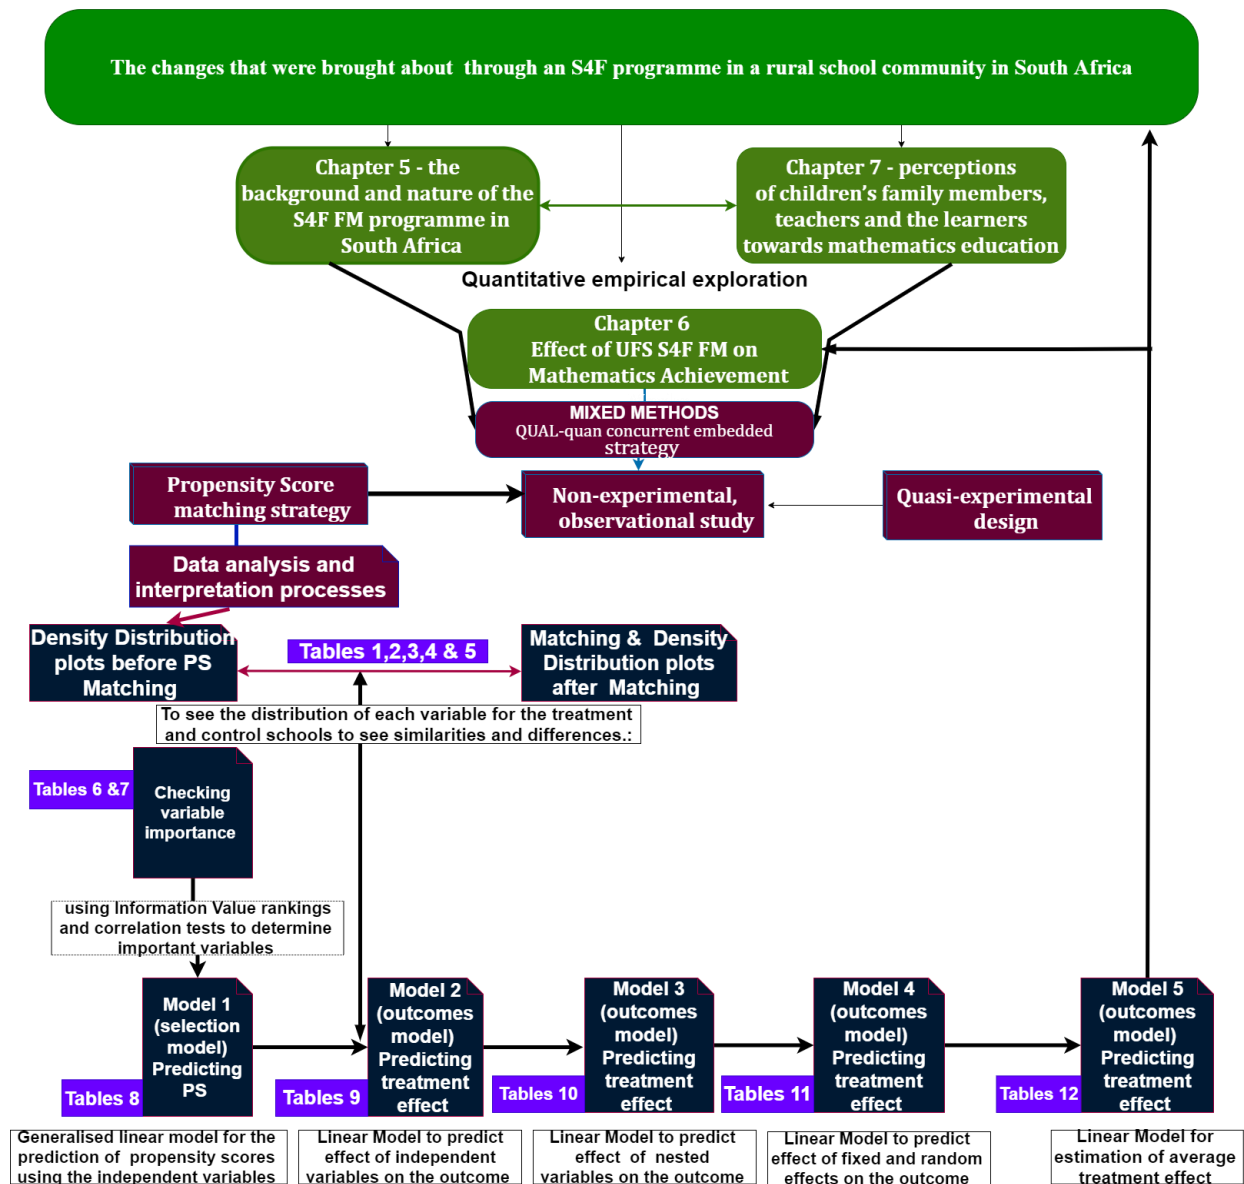 The changes that were brought about through an S4F programme in a rural school community in South Africa
Chapter 5 - the
background and nature of the
S4F FM programme in
South Africa
Chapter 7 - perceptions
of children's family members,
teachers and the learners
towards mathematics education
Quantitative empirical exploration
Chapter 6
Effect of UFS S4F FM on
Mathematics Achievement
MIXED METHODS
QUAL-quan concurrent embedded
strategy
Propensity Score
matching strategy
Non-experimental,
observational study
Quasi-experimental
design
Data analysis and
interpretation processes
Density Distribution
plots before PS
Matching
Tables 1,2,3,4 & 5
Matching & Density
Distribution plots
after Matching
To see the distribution of each variable for the treatment
and control schools to see similarities and differences.:
Tables 6 &7
Checking
variable
importance
using Information Value rankings
and correlation tests to determine
important variables
Model 1
(selection
model)
Predicting
PS
Tables 8
Model 2
(outcomes
model)
Predicting
treatment
effect
Tables 9
Model 3
(outcomes
model)
Predicting
treatment
effect
Tables 10
Model 4
(outcomes
model)
Predicting
treatment
effect
Tables 11
Model 5
(outcomes
model)
Predicting
treatment
effect
Tables 12
Generalised linear model for the
prediction of propensity scores
using the independent variables
Linear Model to predict
effect of independent
variables on the outcome
Linear Model to predict
effect of nested
variables on the outcome
Linear Model to predict
effect of fixed and random
effects on the outcome
Linear Model for
estimation of average
treatment effect